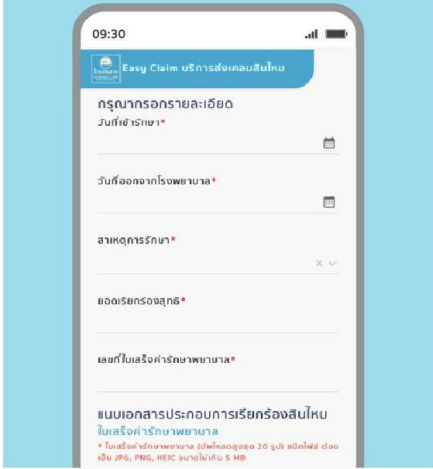 09:30
Easy Claim บริการส่งเคลมสินไหม
กรุณากรอกรายละเอียด
วันที่เข้ารักษา*
วันที่ออกจากโรงพยาบาล*
สาเหตุการรักษา*
ยอดเรียกร้องสุทธิ*
เลขที่ใบเสร็จค่ารักษาพยาบาล*
แนบเอกสารประกอบการเรียกร้องสินไหม
ใบเสร็จค่ารักษาพยาบาล
* ใบเสร็จค่ารักษาพยาบาล (อัพโหลดสูงสุด 20 รูป) ชนิดไฟล์ ต้อง
เป็น JPG, PNG, HEIC ขนาดไม่เกิน 5 MB